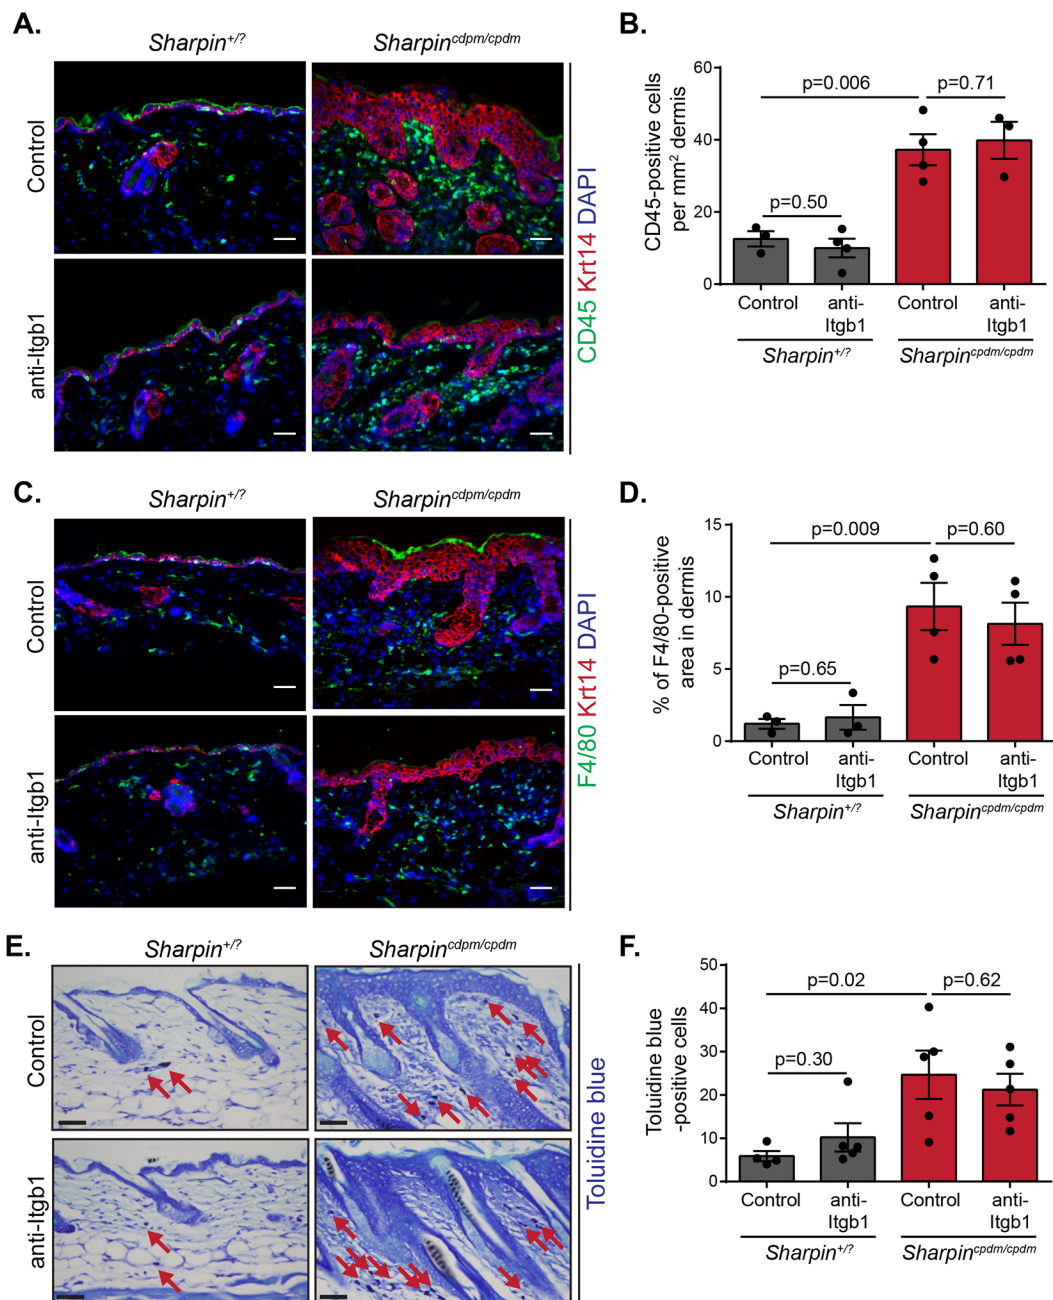 A.
Sharpin+/?
Sharpincdpm/cpdm
Control
anti-Itgb1
CD45 Krt14 DAPI
B.
CD45-positive cells
per mm2 dermis
60
40
20
0
p=0.006
p=0.71
p=0.50
Control
anti-
Itgb1
Control
anti-
Itgb1
Sharpin+/?
Sharpincpdm/cpdm
C.
Sharpin+/?
Sharpincdpm/cpdm
Control
anti-Itgb1
F4/80 Krt14 DAPI
D.
% of F4/80-positive
area in dermis
15
10
5
0
p=0.009
p=0.60
p=0.65
Control
anti-
Itgb1
Control
anti-
Itgb1
Sharpin+/?
Sharpincpdm/cpdm
E.
Sharpin+/?
Sharpincdpm/cpdm
Control
anti-Itgb1
Toluidine blue
F.
Toluidine blue
-positive cells
50
40
30
20
10
0
p=0.02
p=0.62
p=0.30
Control
anti-
Itgb1
Control
anti-
Itgb1
Sharpin+/?
Sharpincpdm/cpdm